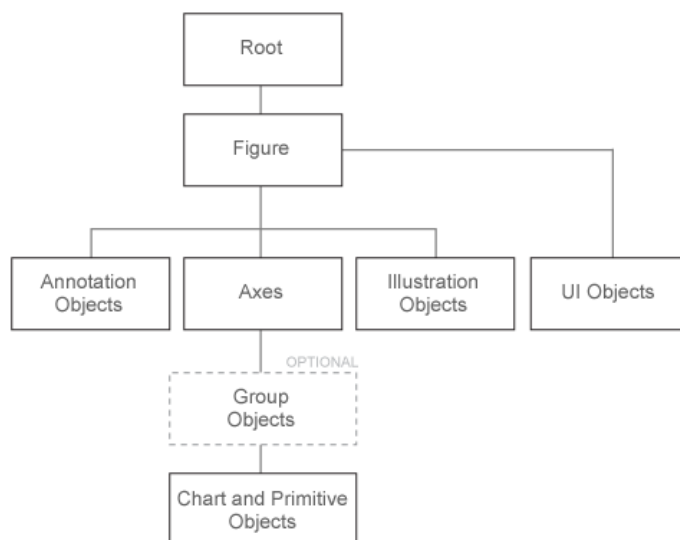 Root
Figure
Annotation
Objects
Axes
Illustration
Objects
UI Objects
OPTIONAL
Group
Objects
Chart and Primitive
Objects